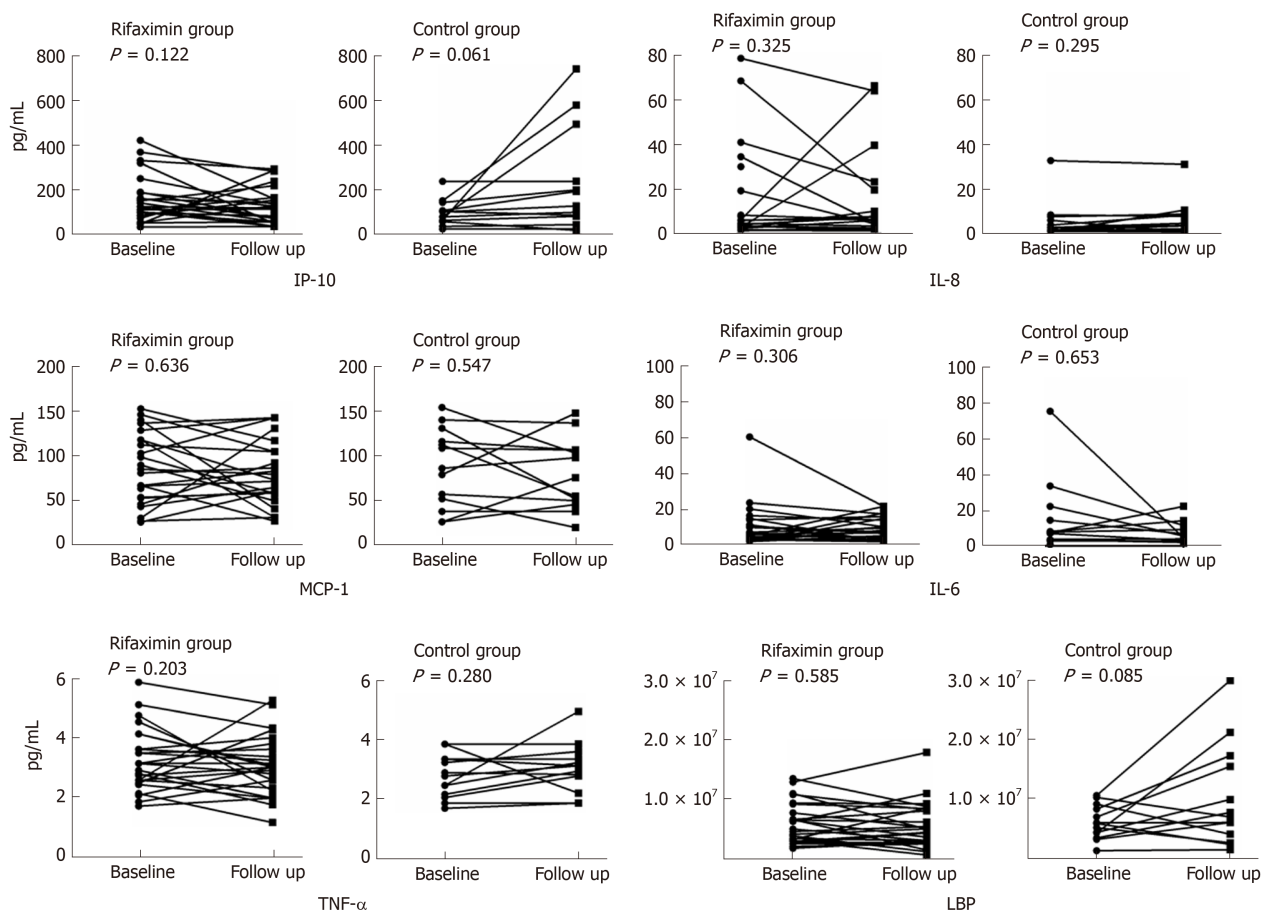 Rifaximin group
P = 0.122
800
600
400
200
0
pg/mL
Baseline Follow up
Control group
P = 0.061
800
600
400
200
0
Baseline Follow up
IP-10
Rifaximin group
P = 0.325
80
60
40
20
0
Baseline Follow up
Control group
P = 0.295
80
60
40
20
0
Baseline Follow up
IL-8
Rifaximin group
P = 0.636
200
150
100
50
0
pg/mL
Baseline Follow up
Control group
P = 0.547
200
150
100
50
0
Baseline Follow up
MCP-1
Rifaximin group
P = 0.306
100
80
60
40
20
0
Baseline Follow up
Control group
P = 0.653
100
80
60
40
20
0
Baseline Follow up
IL-6
Rifaximin group
P = 0.203
6
4
2
0
pg/mL
Baseline Follow up
Control group
P = 0.280
6
4
2
0
Baseline Follow up
TNF-α
Rifaximin group
P = 0.585
3.0 × 10⁷
2.0 × 10⁷
1.0 × 10⁷
Baseline Follow up
Control group
P = 0.085
3.0 × 10⁷
2.0 × 10⁷
1.0 × 10⁷
Baseline Follow up
LBP